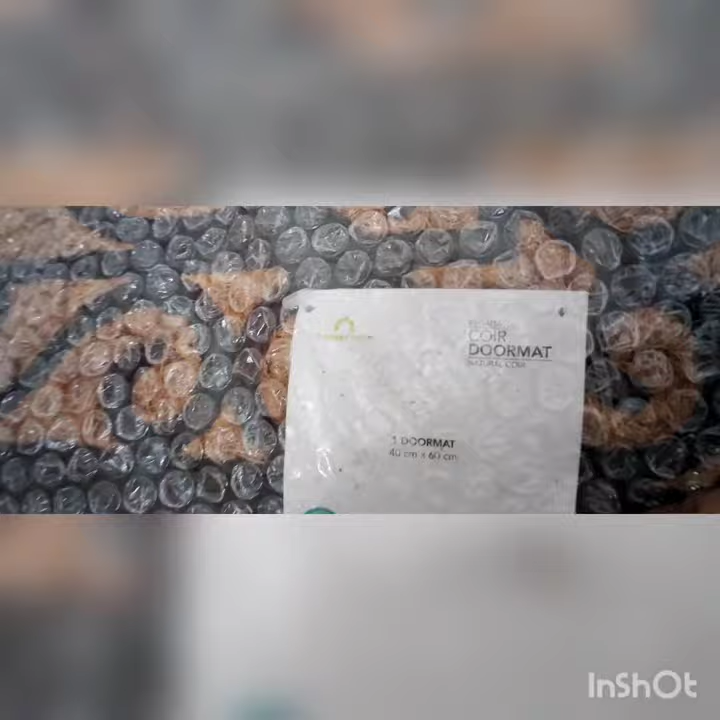 COIR
DOORMAT
NATURAL COIR
1 DOORMAT
40 cm x 60 cm
InShOt